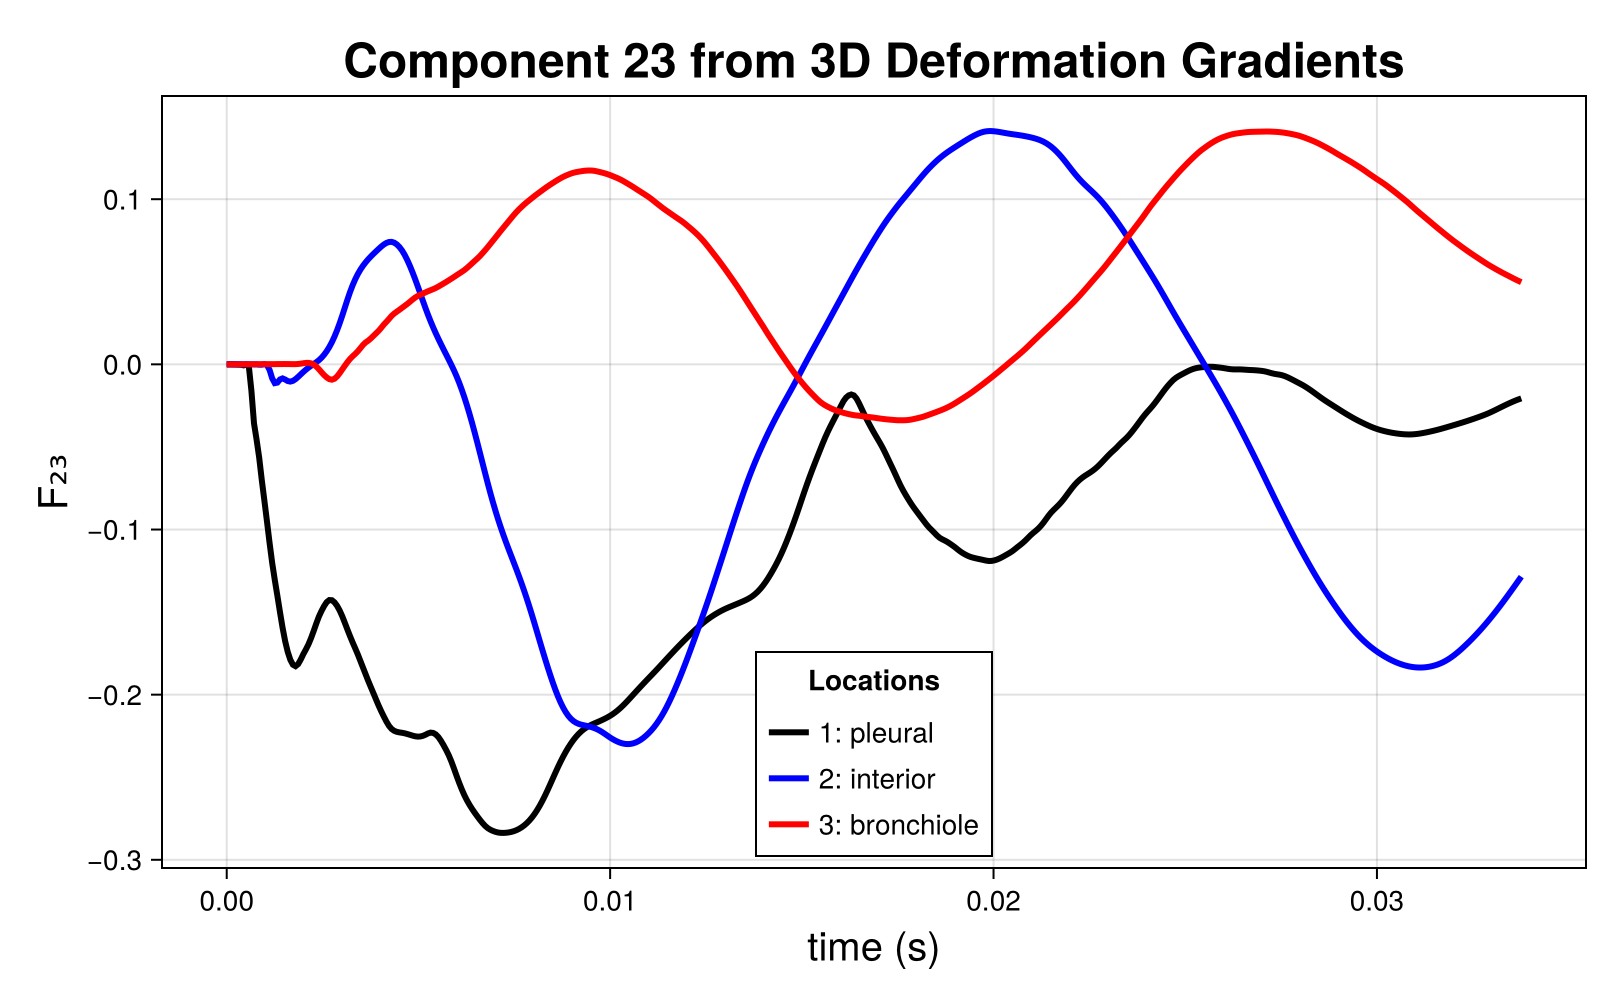 Component 23 from 3D Deformation Gradients
0.1
0.0
−0.1
−0.2
−0.3
F₂₃
Locations
1: pleural
2: interior
3: bronchiole
0.00
0.01
0.02
0.03
time (s)